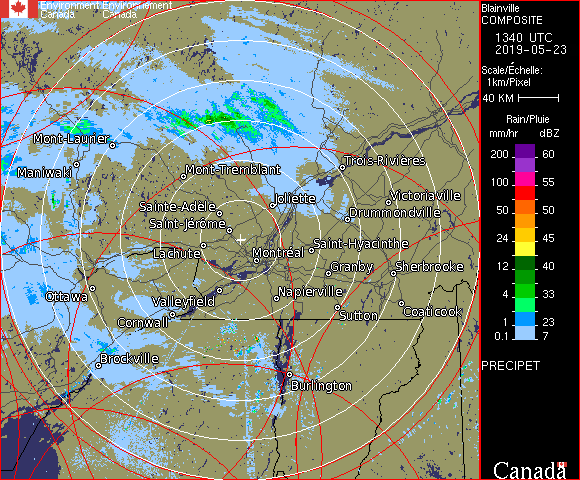 Environment Environnement
Canada Canada
Blainville
COMPOSITE
1340 UTC
2019-05-23
Scale/Échelle:
1km/Pixel
40 KM
Rain/Pluie
mm/hr dBZ
200 60
100 55
50 50
24 45
12 40
4 33
1 23
0.1 7
PRECIPET
Canada
Mont-Laurier
Maniwaki
Mont-Tremblant
Trois-Rivières
Joliette
Victoriaville
Sainte-Adèle
Drummondville
Saint-Jérôme
Lachute
Montréal
Saint-Hyacinthe
Granby
Sherbrooke
Ottawa
Valleyfield
Napierville
Cornwall
Sutton
Coaticook
Brockville
Burlington